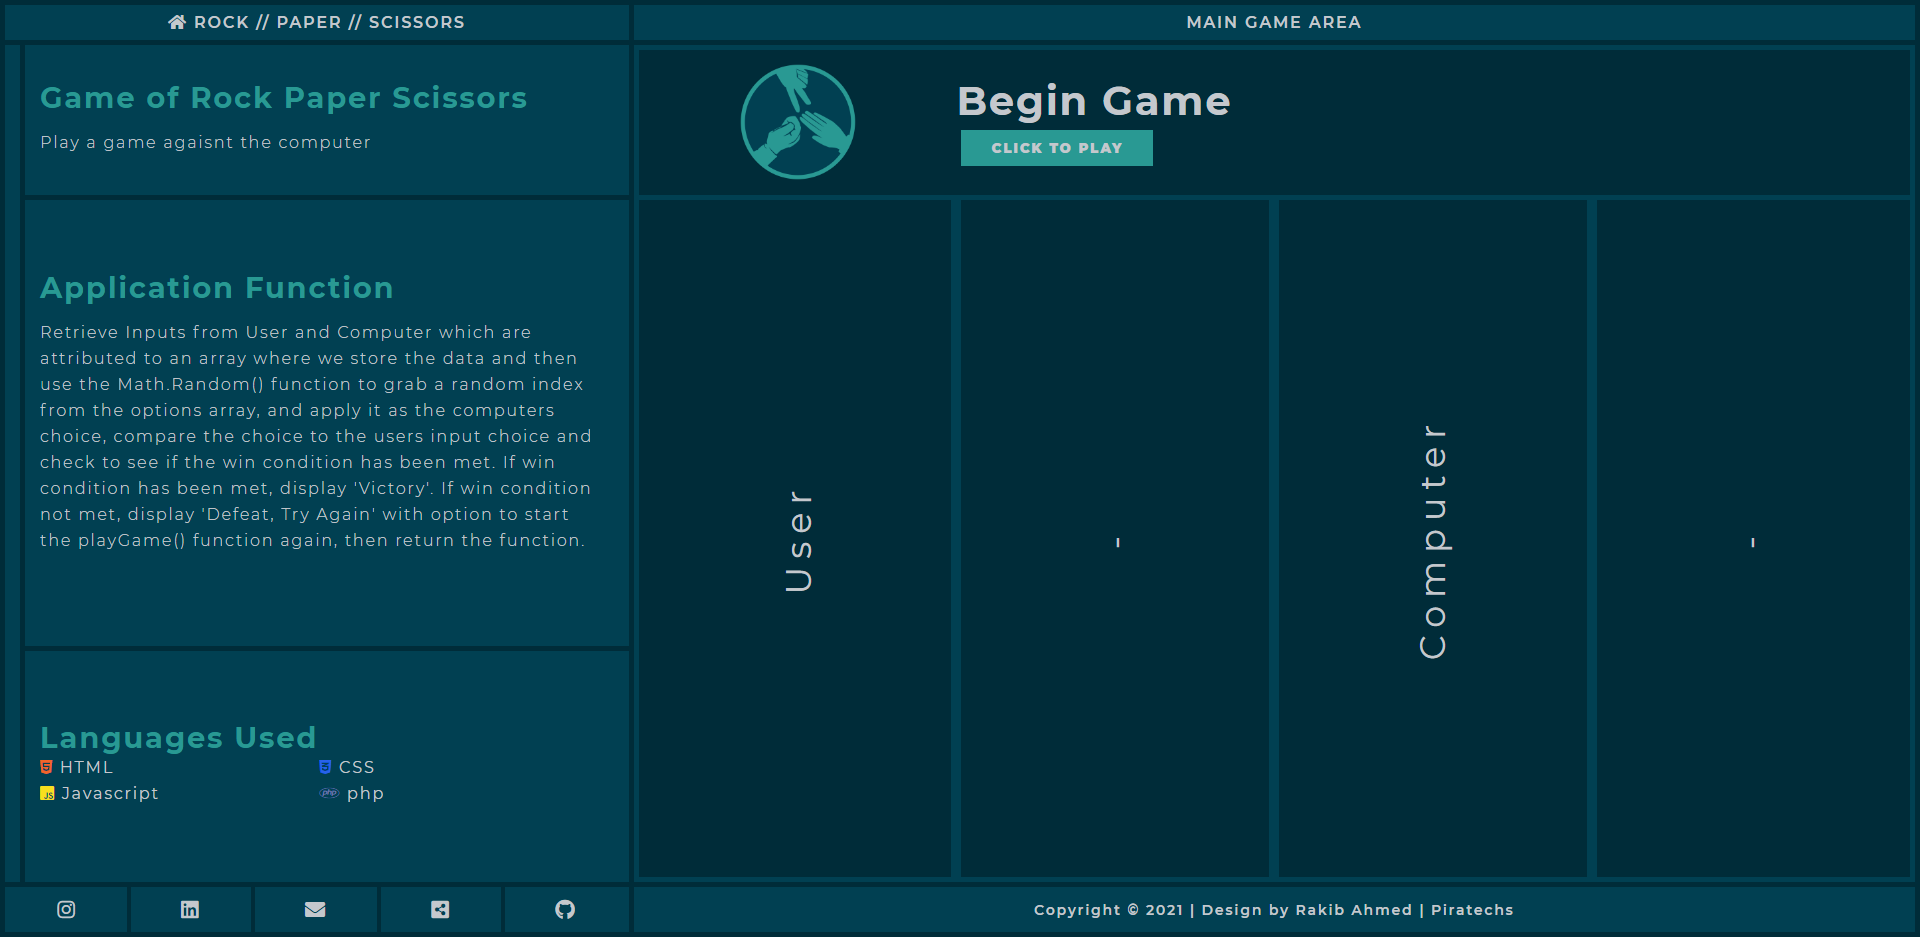 ROCK // PAPER // SCISSORS
MAIN GAME AREA
Game of Rock Paper Scissors
Play a game agaisnt the computer
Begin Game
CLICK TO PLAY
Application Function
Retrieve Inputs from User and Computer which are
attributed to an array where we store the data and then
use the Math.Random() function to grab a random index
from the options array, and apply it as the computers
choice, compare the choice to the users input choice and
check to see if the win condition has been met. If win
condition has been met, display 'Victory'. If win condition
not met, display 'Defeat, Try Again' with option to start
the playGame() function again, then return the function.
User
-
Computer
-
Languages Used
HTML
CSS
Javascript
php
Copyright © 2021 | Design by Rakib Ahmed | Piratechs